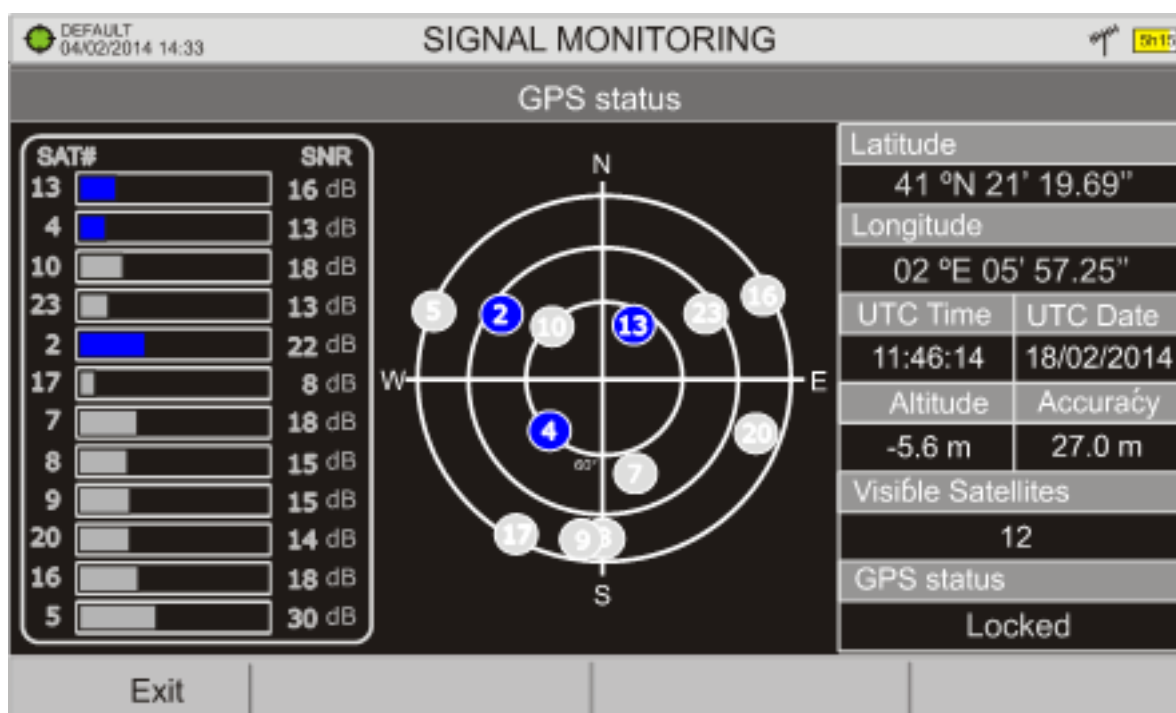 DEFAULT
04/02/2014 14:33
SIGNAL MONITORING
5h15
GPS status
SAT# SNR
13 16 dB
4 13 dB
10 18 dB
23 13 dB
2 22 dB
17 8 dB
7 18 dB
8 15 dB
9 15 dB
20 14 dB
16 18 dB
5 30 dB
N
5
2
10
13
23
16
W
E
4
20
60°
7
17
9
8
S
Latitude
41 ºN 21’ 19.69”
Longitude
02 ºE 05’ 57.25”
UTC Time UTC Date
11:46:14 18/02/2014
Altitude Accuraćy
-5.6 m 27.0 m
Visible Satellites
12
GPS status
Locked
Exit